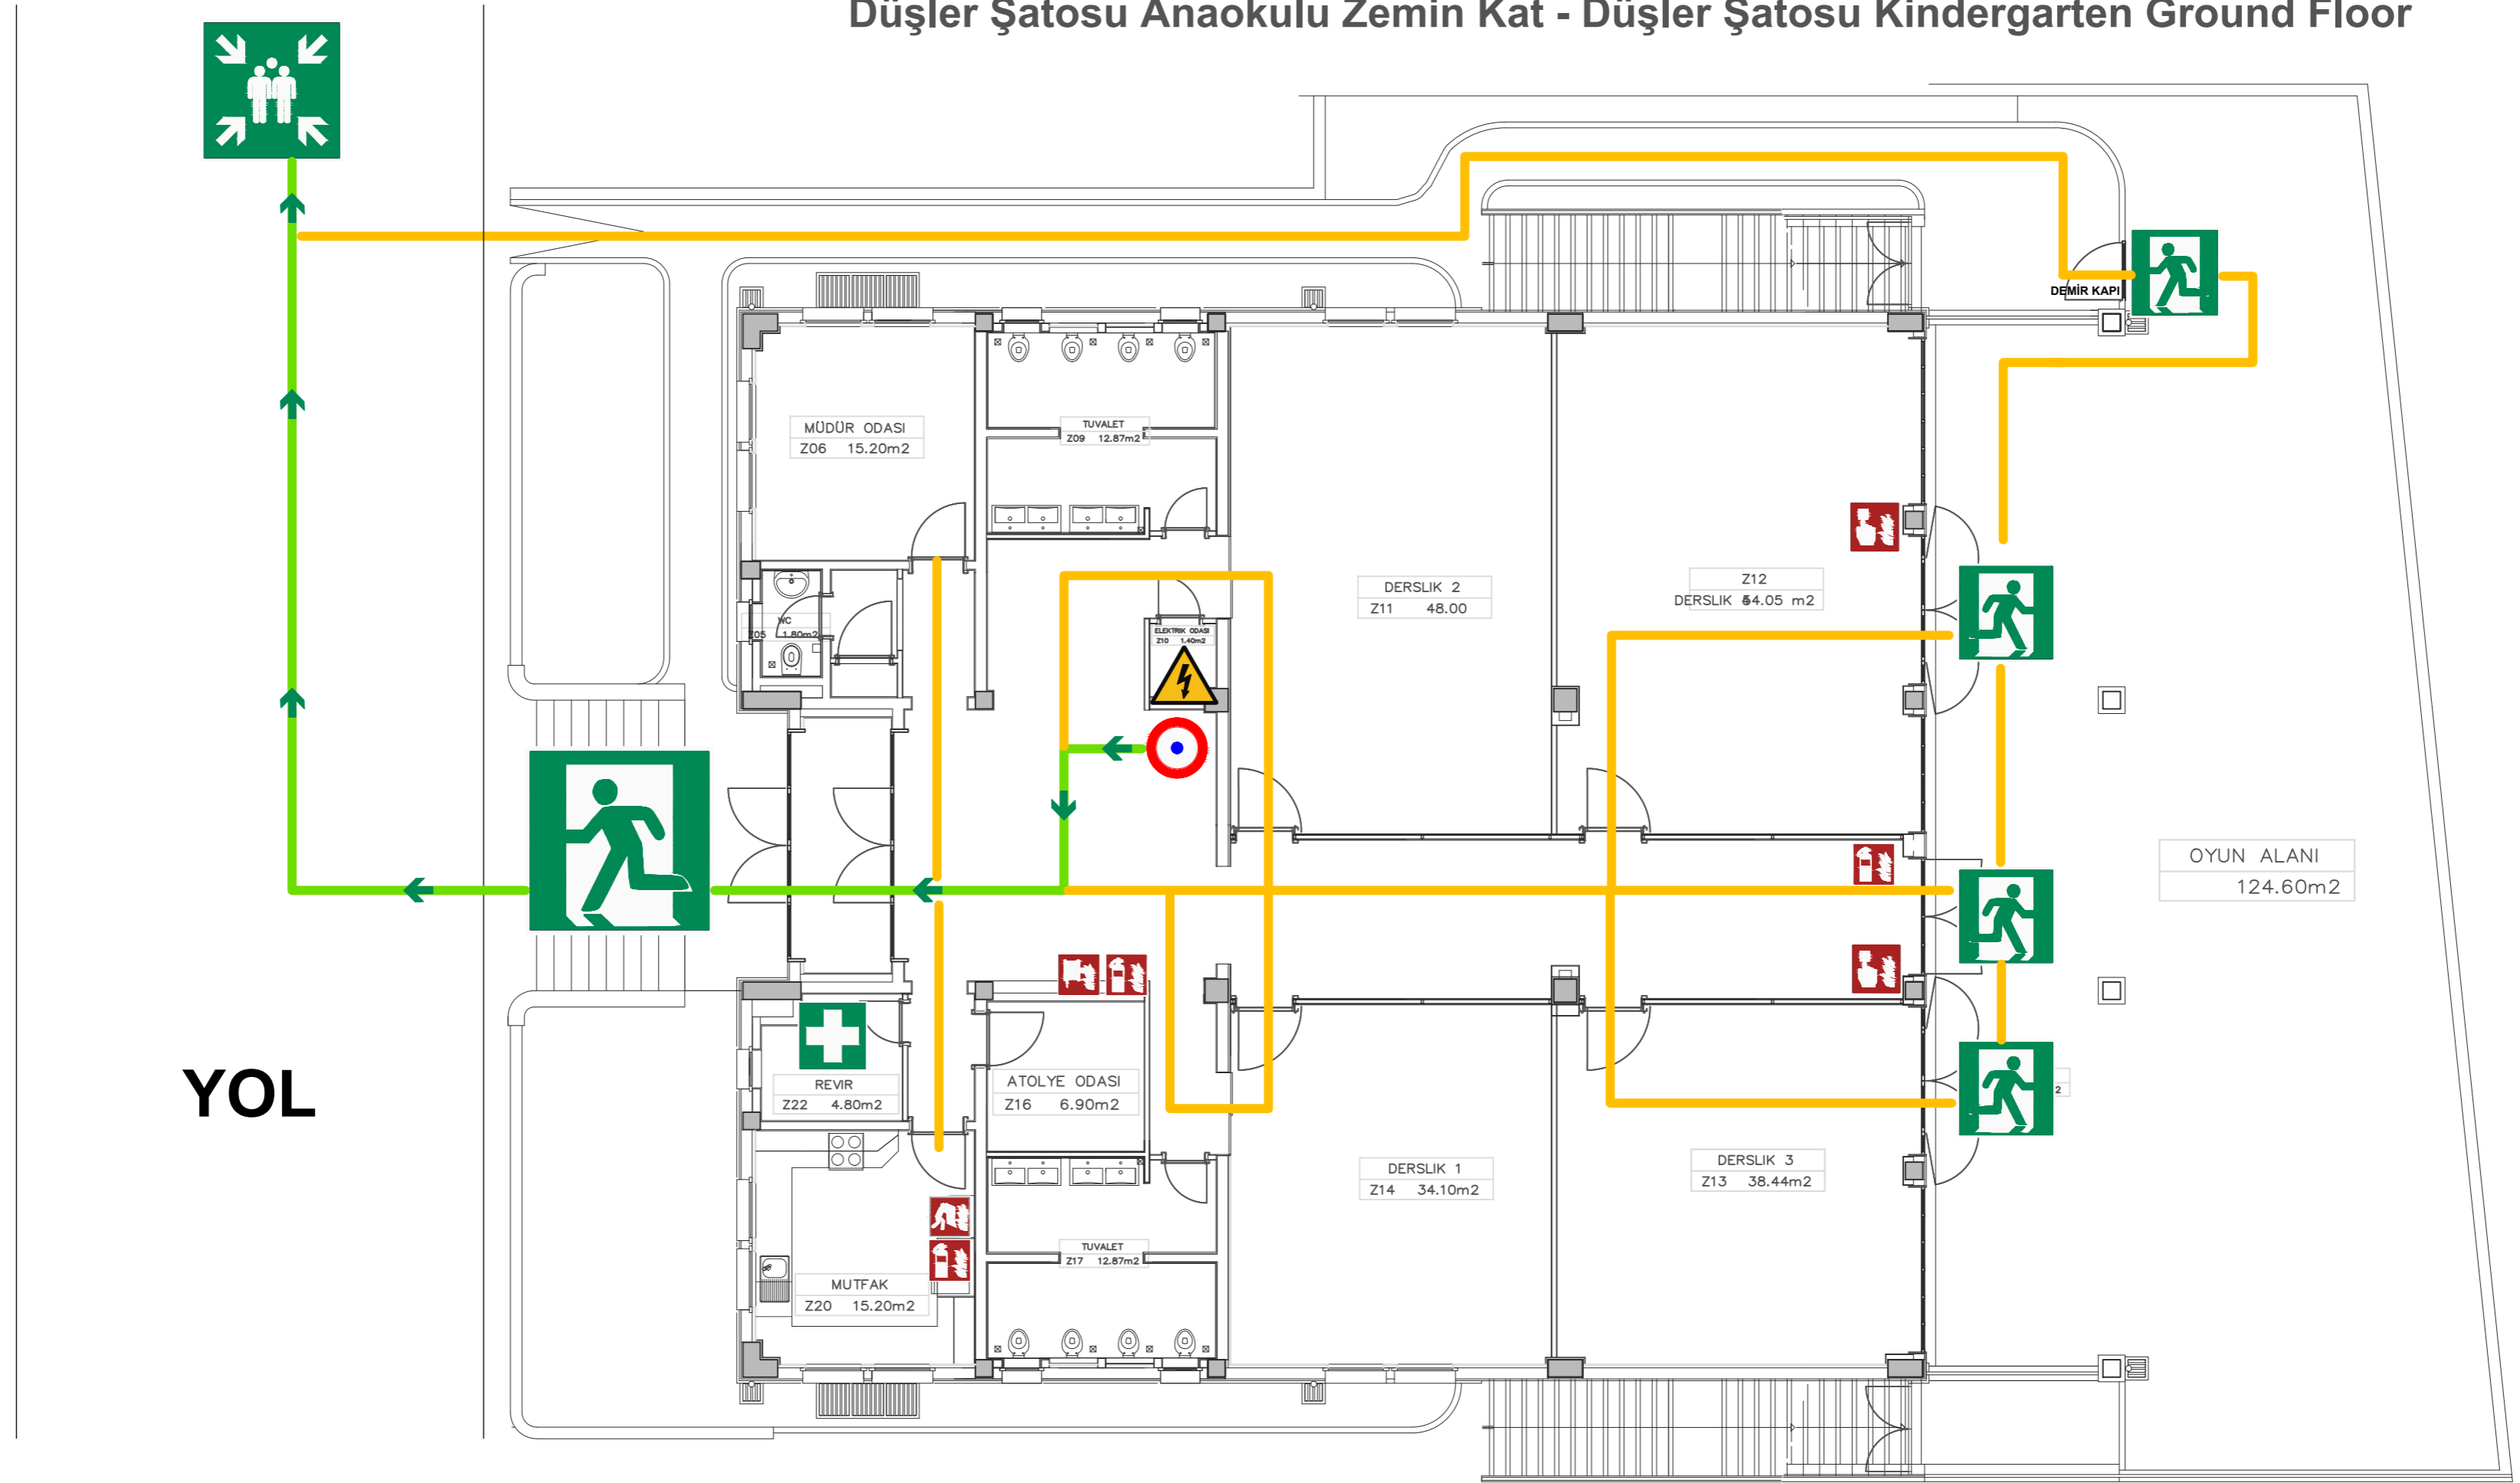 Düşler Şatosu Anaokulu Zemin Kat - Düşler Şatosu Kindergarten Ground Floor
DEMİR KAPI
MÜDÜR ODASI
Z06 15.20m2
TUVALET
Z09 12.87m2
WC
Z05 1.80m2
ELEKTRIK ODASI
Z10 1.40m2
DERSLIK 2
Z11 48.00
Z12
DERSLIK 54.05 m2
OYUN ALANI
124.60m2
YOL
REVIR
Z22 4.80m2
ATOLYE ODASI
Z16 6.90m2
2
DERSLIK 1
Z14 34.10m2
DERSLIK 3
Z13 38.44m2
TUVALET
Z17 12.87m2
MUTFAK
Z20 15.20m2